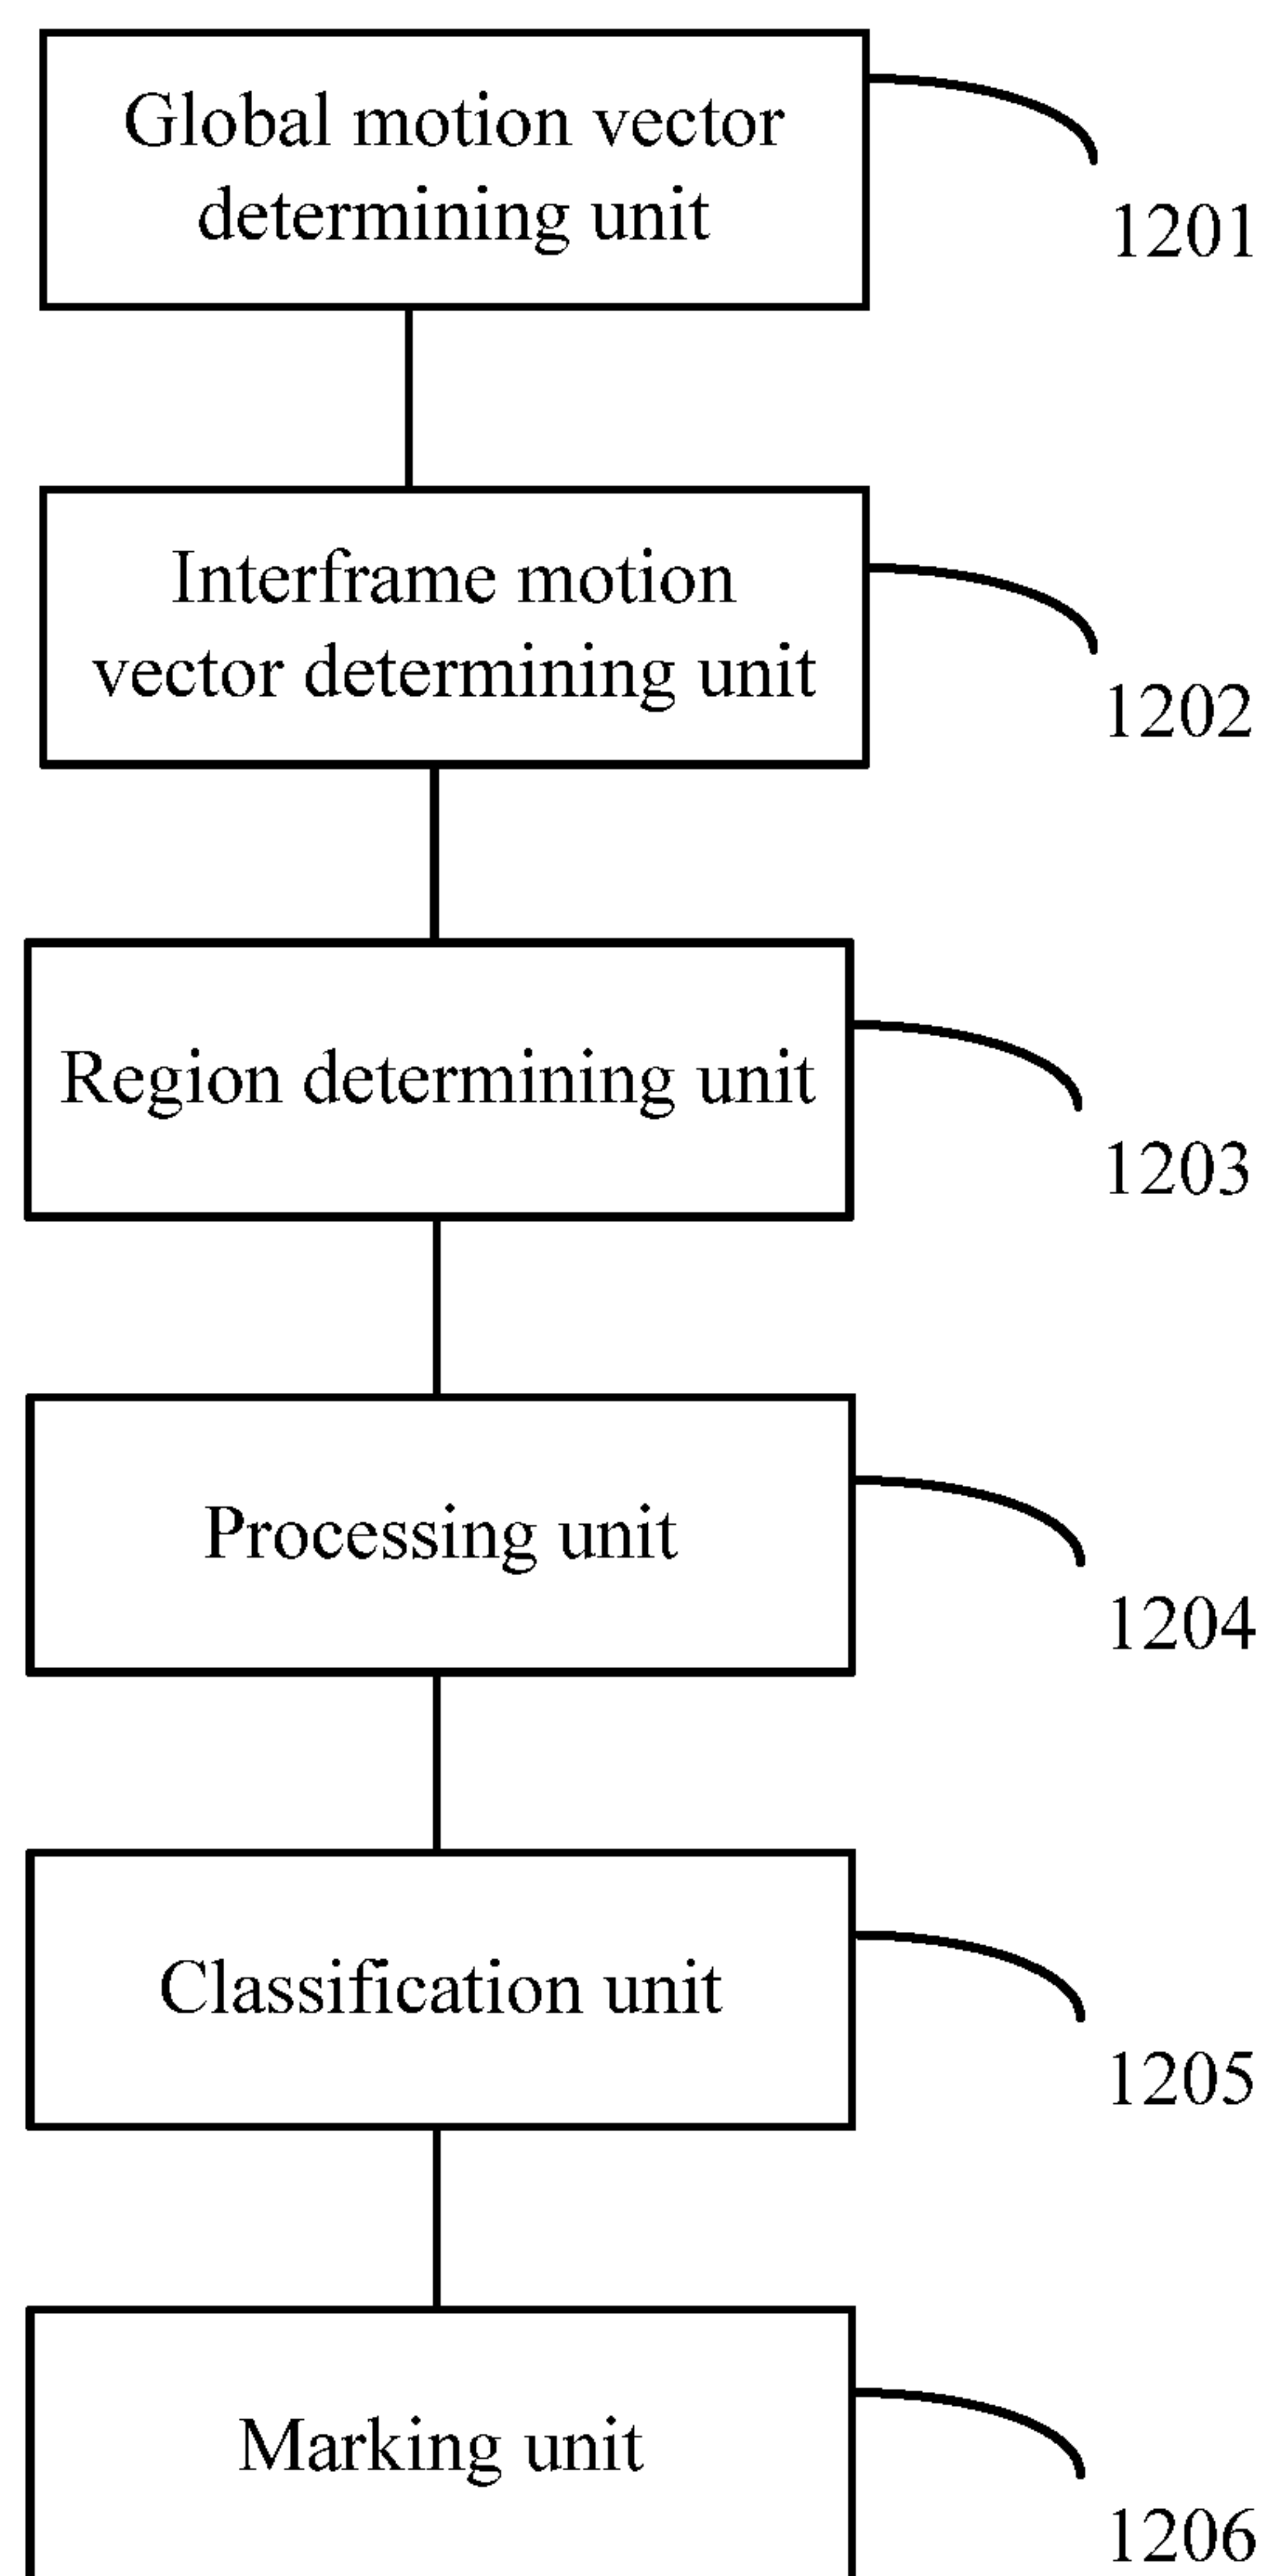 Global motion vector
determining unit
1201
Interframe motion
vector determining unit
1202
Region determining unit
1203
Processing unit
1204
Classification unit
1205
Marking unit
1206